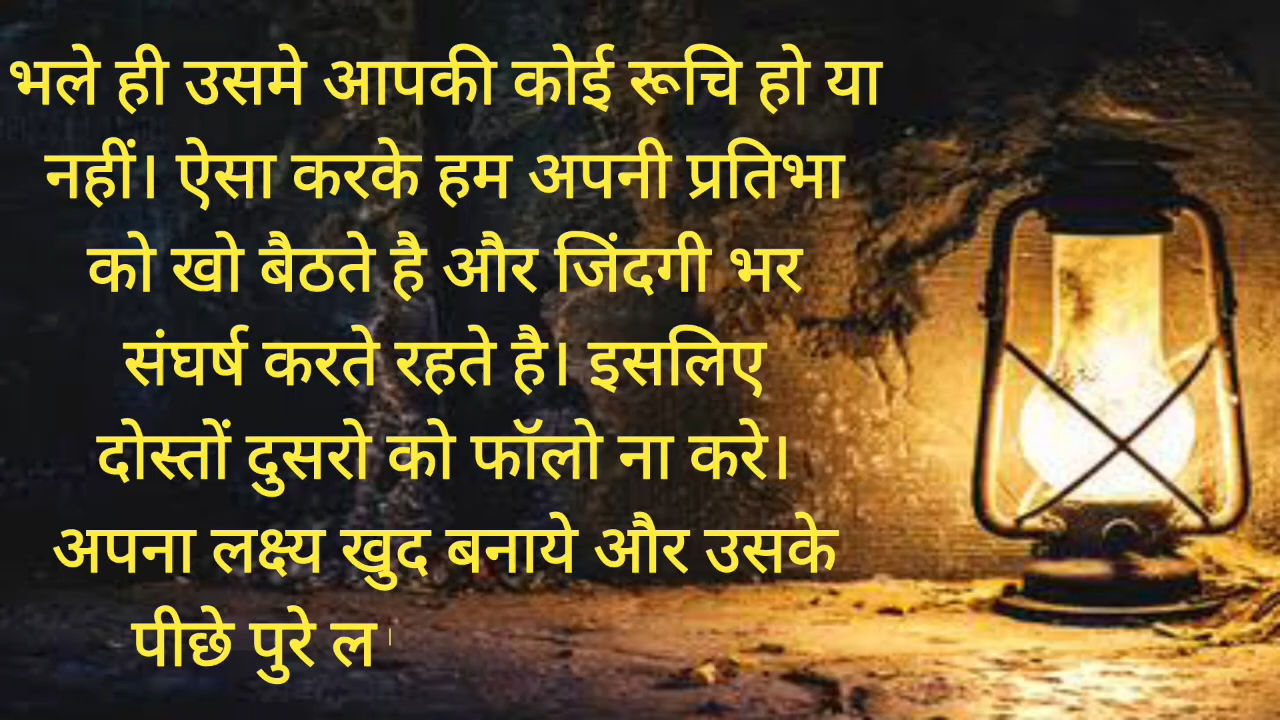 भले ही उसमे आपकी कोई रूचि हो या
नहीं। ऐसा करके हम अपनी प्रतिभा
को खो बैठते है और जिंदगी भर
संघर्ष करते रहते है। इसलिए
दोस्तों दुसरो को फॉलो ना करे।
अपना लक्ष्य खुद बनाये और उसके
पीछे पुरे ल